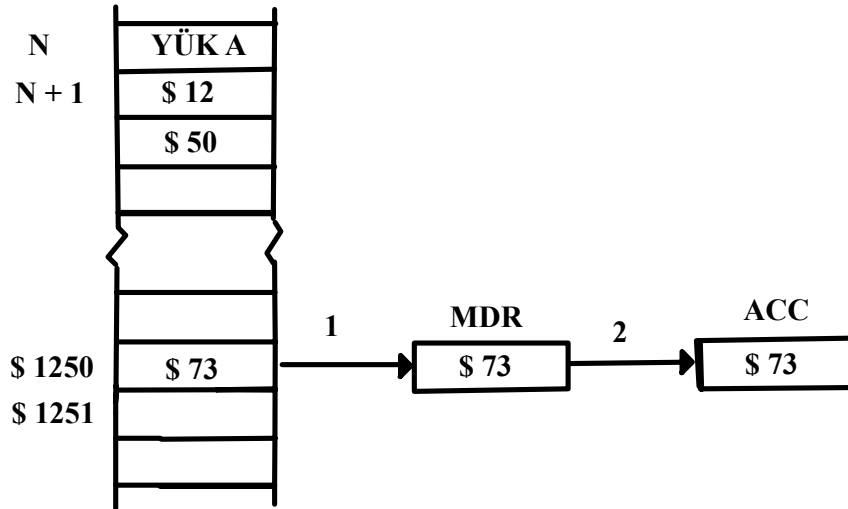 N YÜK A
N + 1 $ 12
$ 50
1 MDR 2 ACC
$ 1250 $ 73 $ 73 $ 73
$ 1251